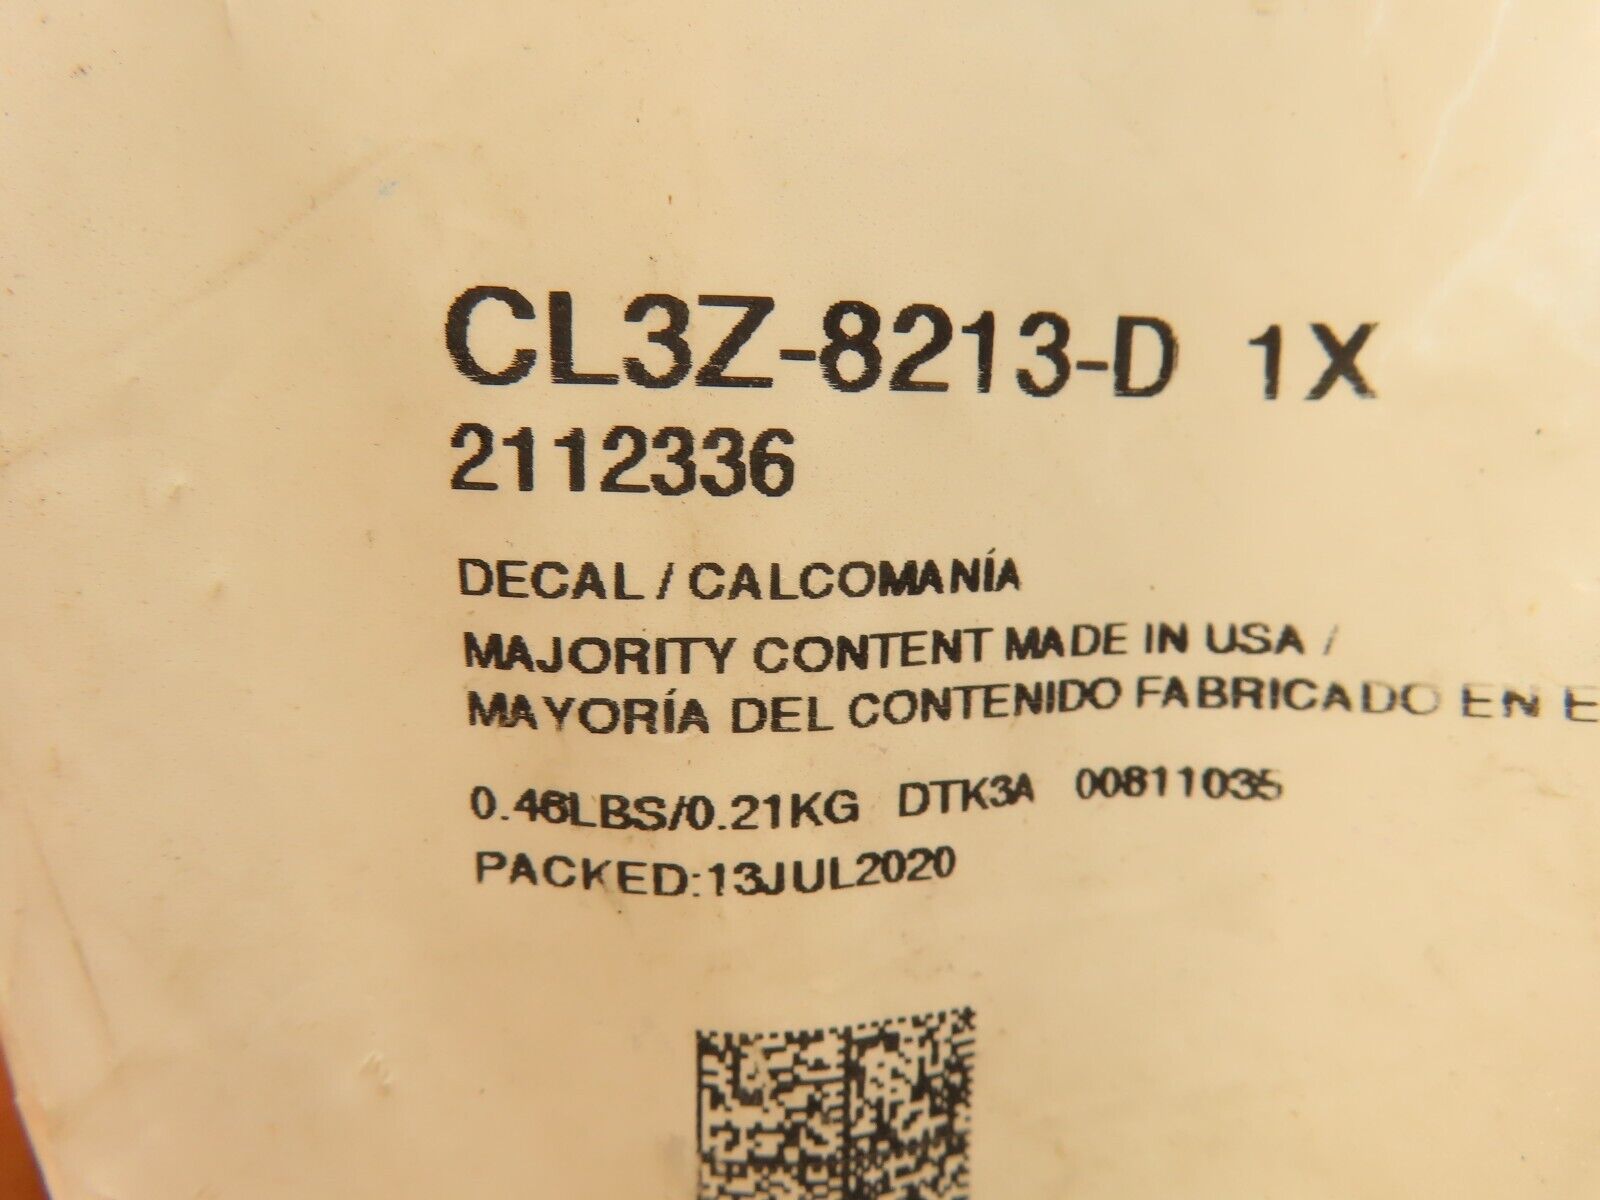 CL3Z-8213-D 1X
2112336
DECAL / CALCOMANÍA
MAJORITY CONTENT MADE IN USA /
MAYORÍA DEL CONTENIDO FABRICADO EN E
0.46LBS/0.21KG DTK3A 00811035
PACKED:13JUL2020